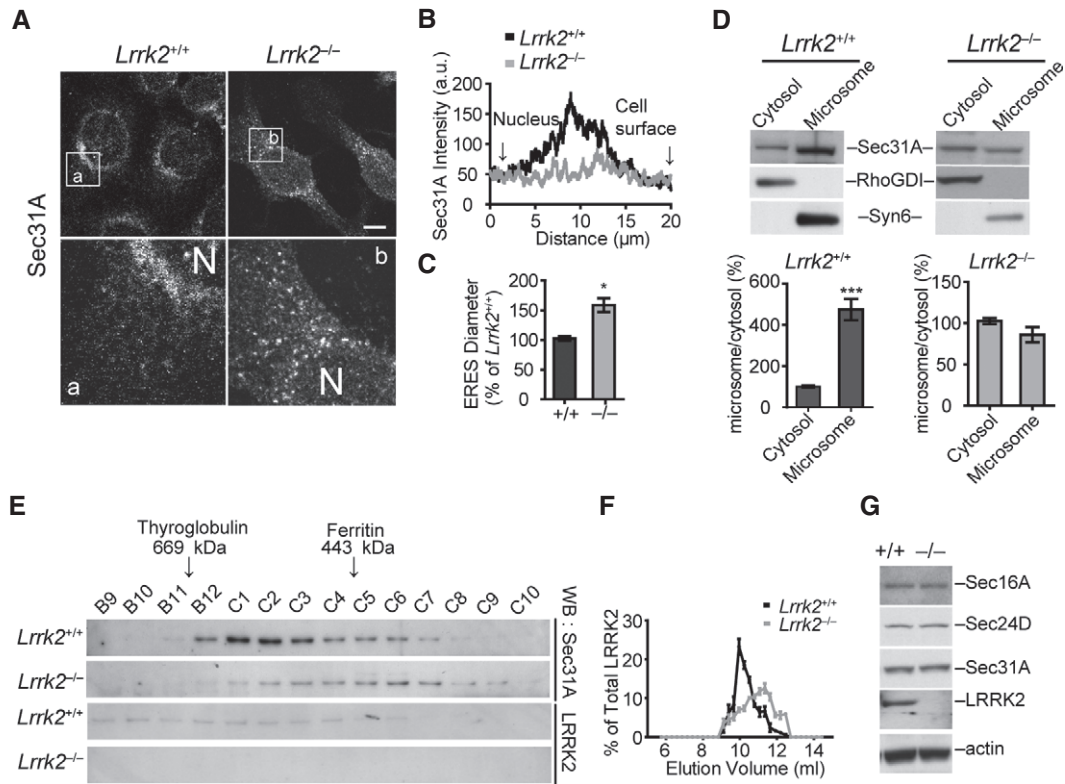 A
Lrrk2+/+ Lrrk2–/–
Sec31A
a
b
N
a
b
N
B
Lrrk2+/+
Lrrk2–/–
Sec31A Intensity (a.u.)
200
150
100
50
0
Nucleus
Cell
surface
0 5 10 15 20
Distance (µm)
C
ERES Diameter
(% of Lrrk2+/+)
200
150
100
50
0
*
+/+ –/–
D
Lrrk2+/+ Lrrk2–/–
Cytosol Microsome Cytosol Microsome
–Sec31A–
–RhoGDI–
–Syn6–
Lrrk2+/+
microsome/cytosol (%)
600
400
200
0
***
Cytosol Microsome
Lrrk2–/–
microsome/cytosol (%)
150
100
50
0
Cytosol Microsome
E
Thyroglobulin
669 kDa
Ferritin
443 kDa
B9 B10 B11 B12 C1 C2 C3 C4 C5 C6 C7 C8 C9 C10
Lrrk2+/+
Lrrk2–/–
Lrrk2+/+
Lrrk2–/–
WB : Sec31A
LRRK2
F
Lrrk2+/+
Lrrk2–/–
% of Total LRRK2
30
20
10
0
6 8 10 12 14
Elution Volume (ml)
G
+/+ –/–
–Sec16A
–Sec24D
–Sec31A
–LRRK2
–actin